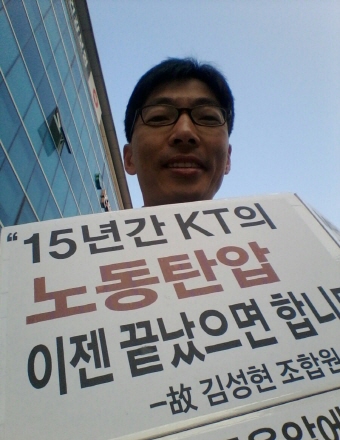 “15년간 KT의
노동탄압
이젠 끝났으면 합니
-故 김성현 조합원